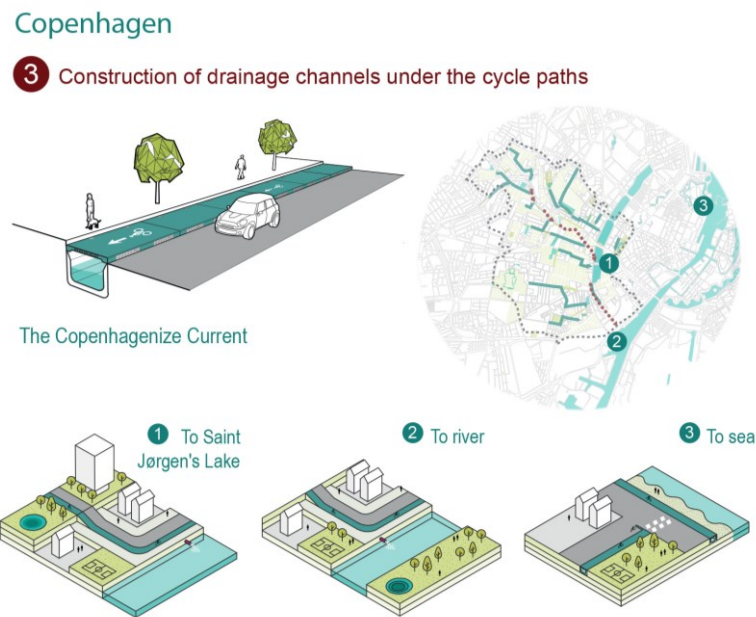 Copenhagen
3 Construction of drainage channels under the cycle paths
The Copenhagenize Current
3
1
2
1 To Saint
Jørgen's Lake
2 To river
3 To sea